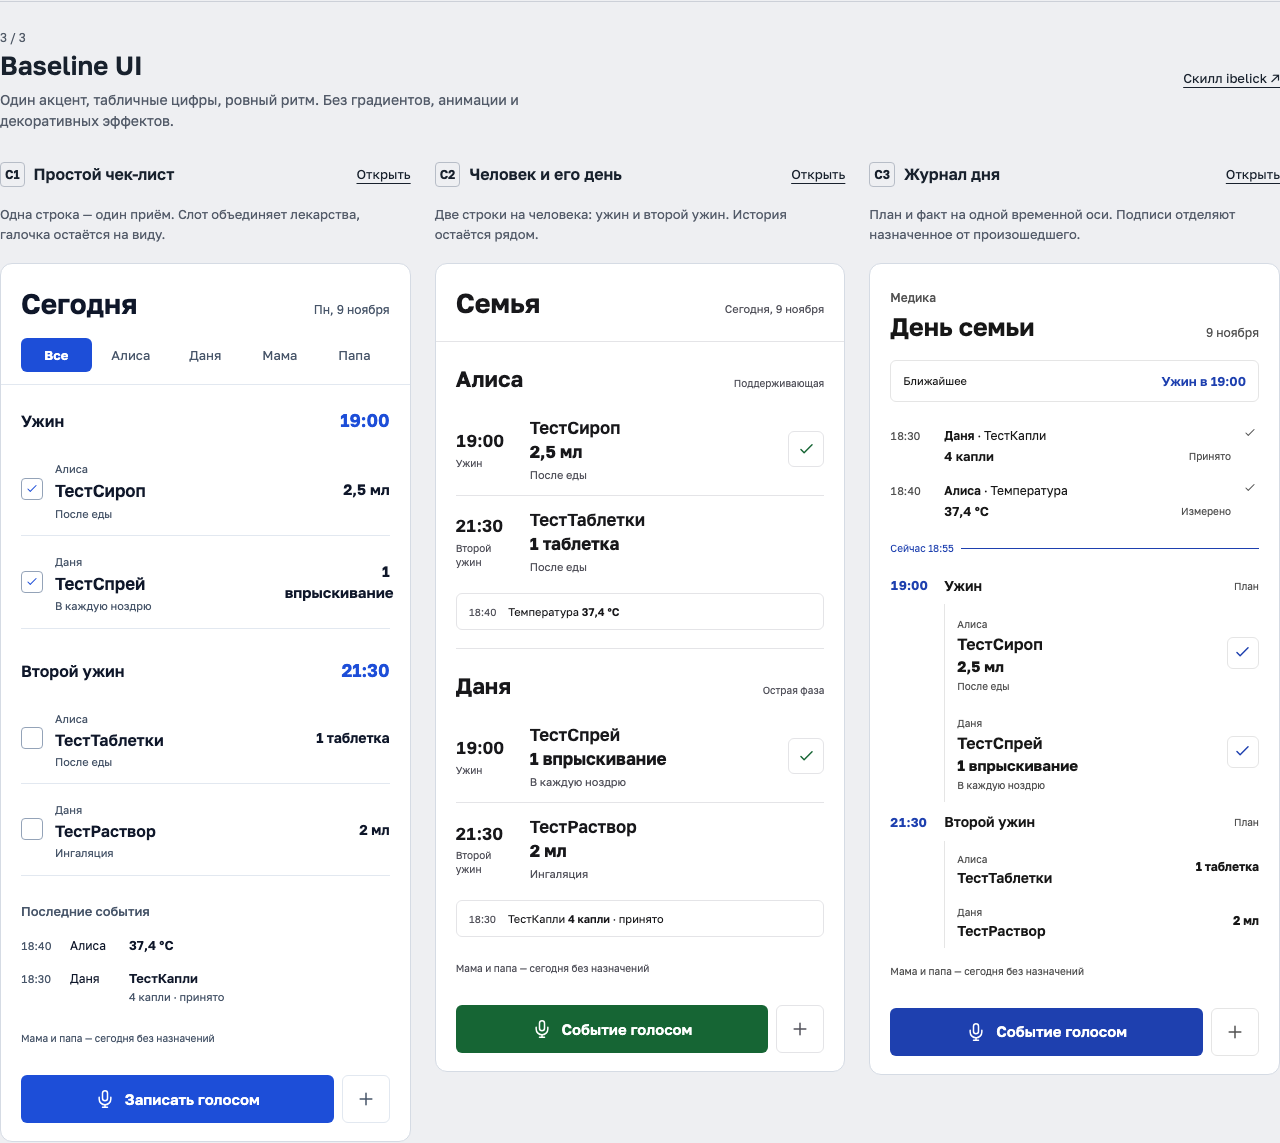 3 / 3
Baseline UI
Скилл ibelick ↗
Один акцент, табличные цифры, ровный ритм. Без градиентов, анимации и
декоративных эффектов.
C1 Простой чек-лист Открыть
Одна строка — один приём. Слот объединяет лекарства,
галочка остаётся на виду.
Сегодня Пн, 9 ноября
Все Алиса Даня Мама Папа
Ужин 19:00
Алиса
ТестСироп 2,5 мл
После еды
Даня
ТестСпрей 1
впрыскивание
В каждую ноздрю
Второй ужин 21:30
Алиса
ТестТаблетки 1 таблетка
После еды
Даня
ТестРаствор 2 мл
Ингаляция
Последние события
18:40 Алиса 37,4 °C
18:30 Даня ТестКапли
4 капли · принято
Мама и папа — сегодня без назначений
Записать голосом
C2 Человек и его день Открыть
Две строки на человека: ужин и второй ужин. История
остаётся рядом.
Семья Сегодня, 9 ноября
Алиса Поддерживающая
19:00 ТестСироп
Ужин 2,5 мл
После еды
21:30 ТестТаблетки
Второй ужин 1 таблетка
После еды
18:40 Температура 37,4 °C
Даня Острая фаза
19:00 ТестСпрей
Ужин 1 впрыскивание
В каждую ноздрю
21:30 ТестРаствор
Второй ужин 2 мл
Ингаляция
18:30 ТестКапли 4 капли · принято
Мама и папа — сегодня без назначений
Событие голосом
C3 Журнал дня Открыть
План и факт на одной временной оси. Подписи отделяют
назначенное от произошедшего.
Медика
День семьи 9 ноября
Ближайшее Ужин в 19:00
18:30 Даня · ТестКапли
4 капли Принято
18:40 Алиса · Температура
37,4 °C Измерено
Сейчас 18:55
19:00 Ужин План
Алиса
ТестСироп
2,5 мл
После еды
Даня
ТестСпрей
1 впрыскивание
В каждую ноздрю
21:30 Второй ужин План
Алиса
ТестТаблетки 1 таблетка
Даня
ТестРаствор 2 мл
Мама и папа — сегодня без назначений
Событие голосом